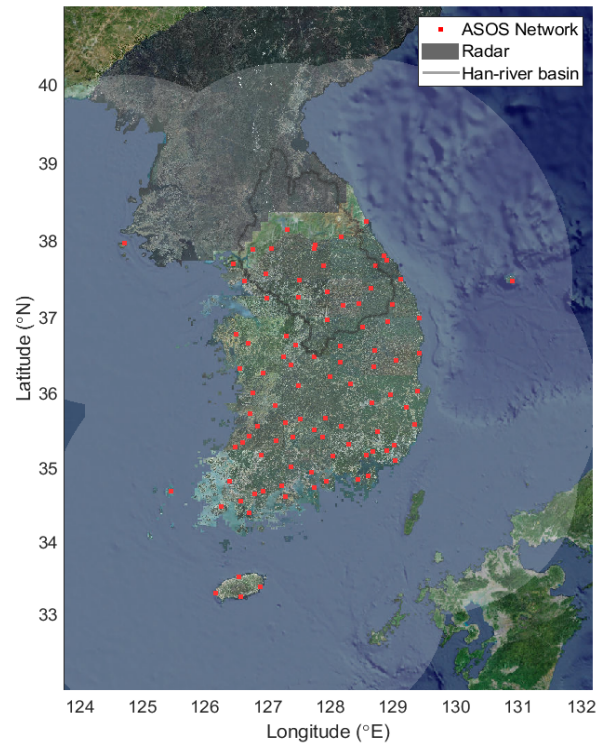 ASOS Network
Radar
Han-river basin
40
39
38
37
36
35
34
33
Latitude (°N)
124 125 126 127 128 129 130 131 132
Longitude (°E)